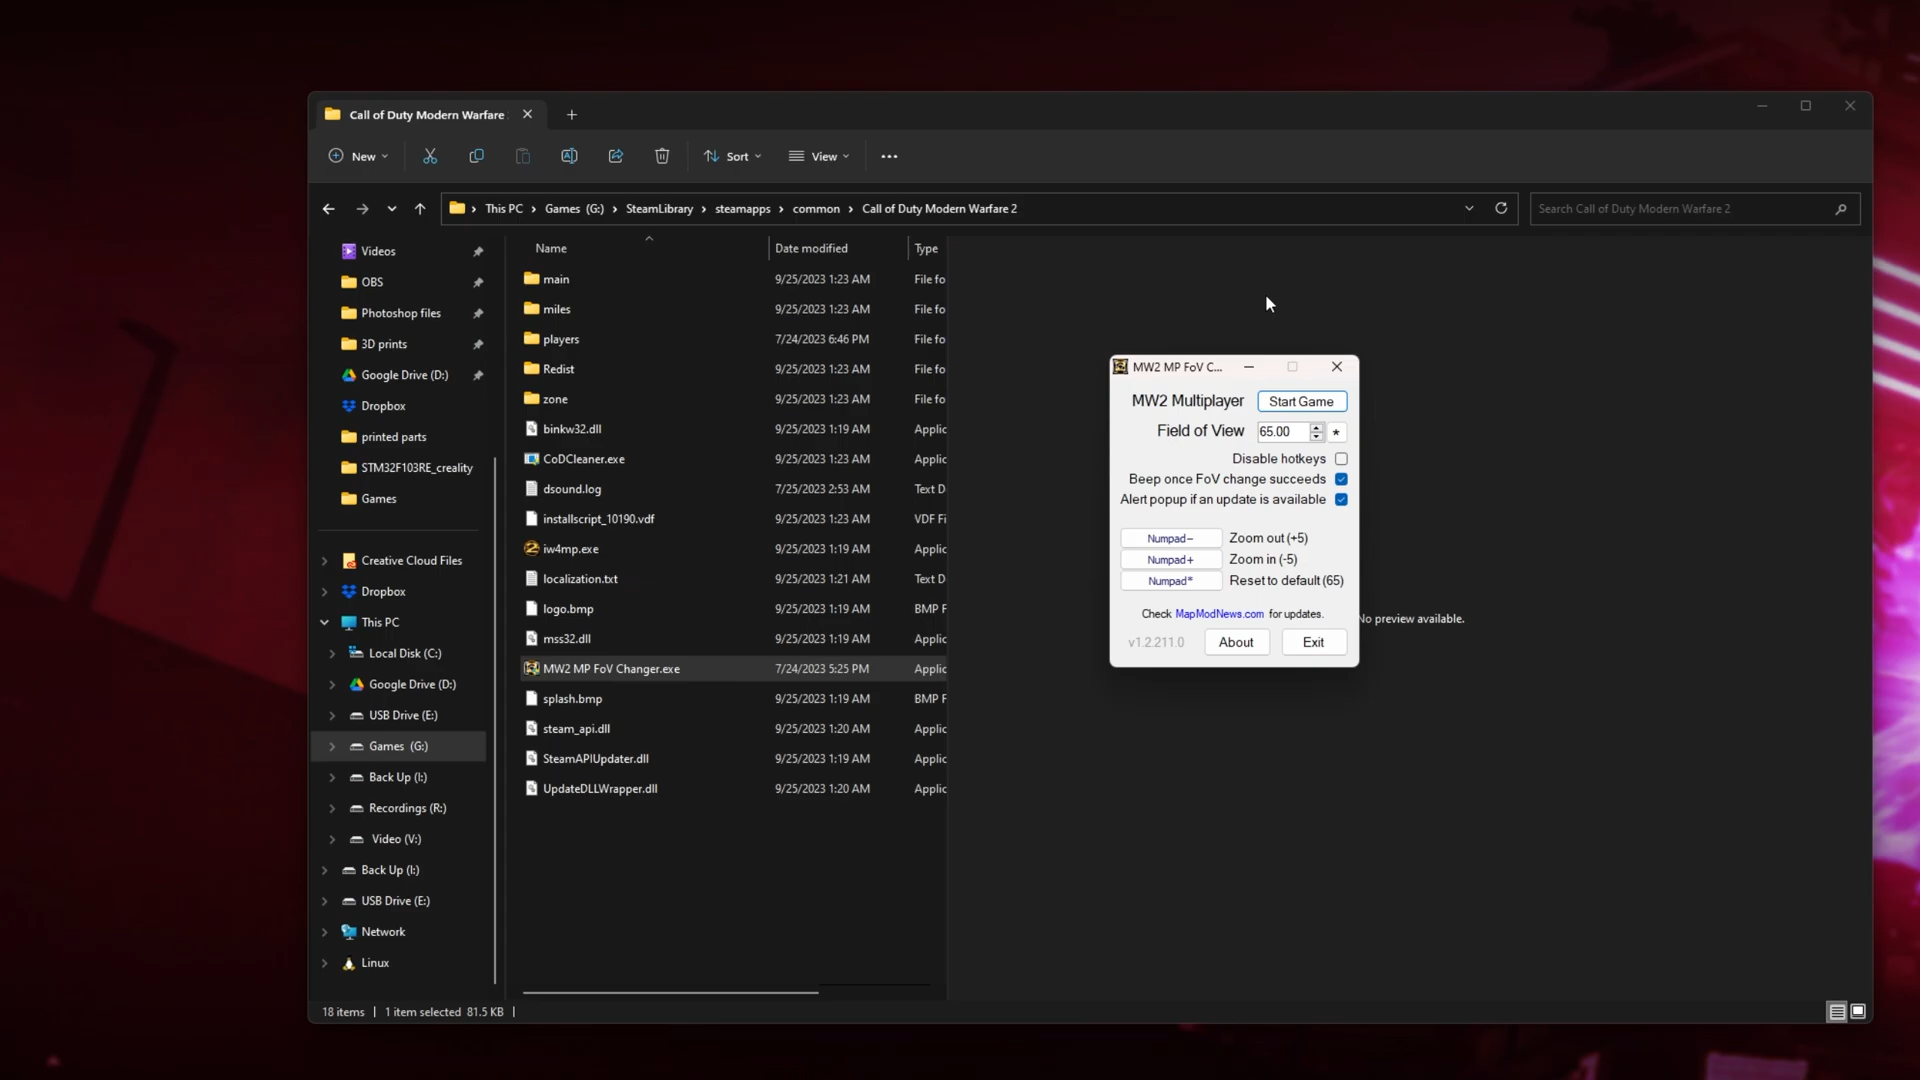 Call of Duty Modern Warfare
New
Sort
View
This PC > Games (G:) > SteamLibrary > steamapps > common > Call of Duty Modern Warfare 2
Search Call of Duty Modern Warfare 2
Videos
OBS
Photoshop files
3D prints
Google Drive (D:)
Dropbox
printed parts
STM32F103RE_creality
Games
Creative Cloud Files
Dropbox
This PC
Local Disk (C:)
Google Drive (D:)
USB Drive (E:)
Games (G:)
Back Up (I:)
Recordings (R:)
Video (V:)
Back Up (I:)
USB Drive (E:)
Network
Linux
Name Date modified Type
main 9/25/2023 1:23 AM File fo
miles 9/25/2023 1:23 AM File fo
players 7/24/2023 6:46 PM File fo
Redist 9/25/2023 1:23 AM File fo
zone 9/25/2023 1:23 AM File fo
binkw32.dll 9/25/2023 1:19 AM Applic
CoDCleaner.exe 9/25/2023 1:23 AM Applic
dsound.log 7/25/2023 2:53 AM Text D
installscript_10190.vdf 9/25/2023 1:23 AM VDF Fi
iw4mp.exe 9/25/2023 1:19 AM Applic
localization.txt 9/25/2023 1:21 AM Text D
logo.bmp 9/25/2023 1:19 AM BMP F
mss32.dll 9/25/2023 1:19 AM Applic
MW2 MP FoV Changer.exe 7/24/2023 5:25 PM Applic
splash.bmp 9/25/2023 1:19 AM BMP F
steam_api.dll 9/25/2023 1:20 AM Applic
SteamAPIUpdater.dll 9/25/2023 1:19 AM Applic
UpdateDLLWrapper.dll 9/25/2023 1:20 AM Applic
MW2 MP FoV C...
MW2 Multiplayer Start Game
Field of View 65.00 *
Disable hotkeys
Beep once FoV change succeeds
Alert popup if an update is available
Numpad- Zoom out (+5)
Numpad+ Zoom in (-5)
Numpad* Reset to default (65)
Check MapModNews.com for updates.
v1.2.211.0 About Exit
No preview available.
18 items | 1 item selected 81.5 KB |